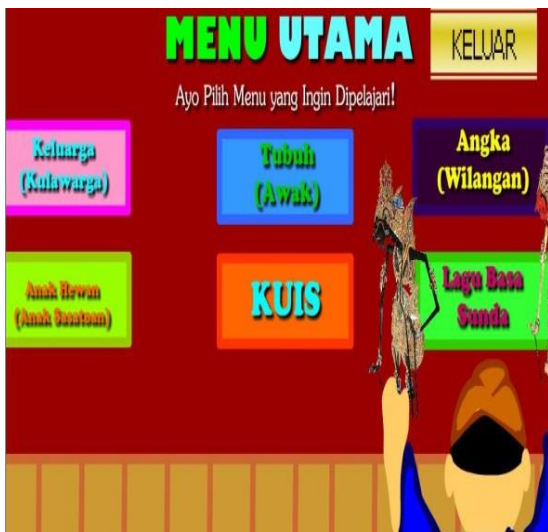 MENU UTAMA
KELUAR
Ayo Pilih Menu yang Ingin Dipelajari!
Keluarga
(Kulawarga)
Tubuh
(Awak)
Angka
(Wilangan)
Anak Hewan
(Anak Sasatoan)
KUIS
Lagu Basa
Sunda